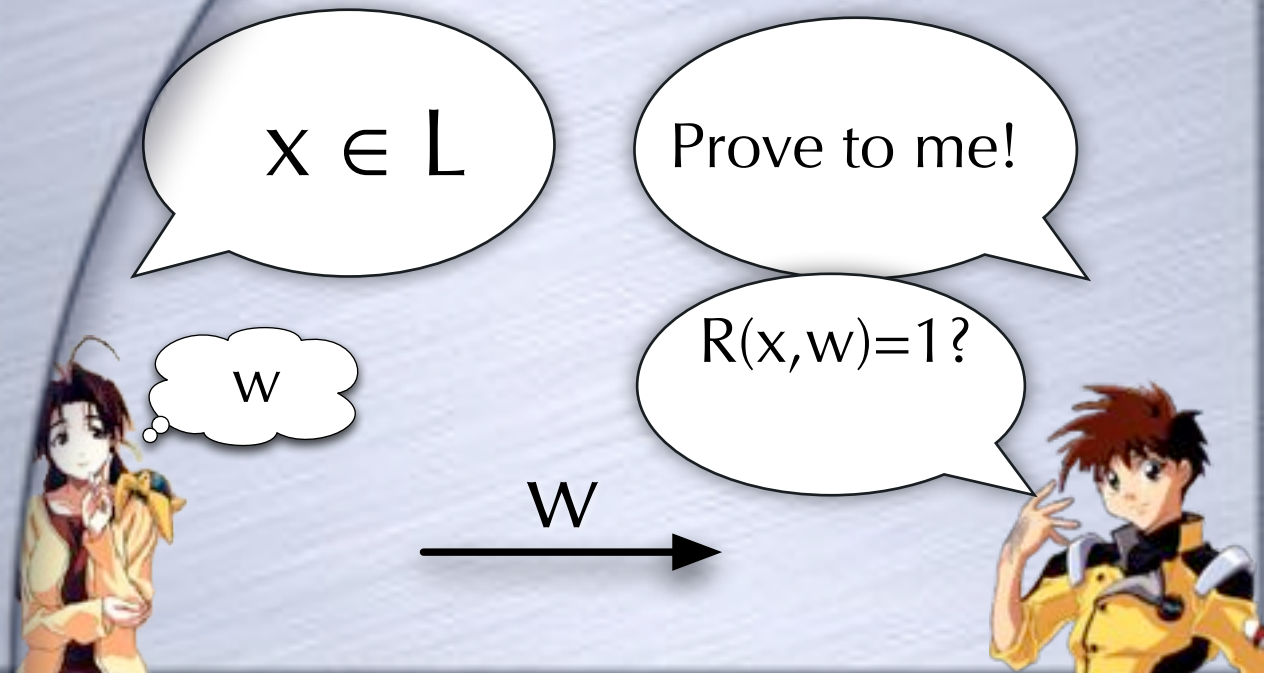 x ∈ L
Prove to me!
R(x,w)=1?
w
w